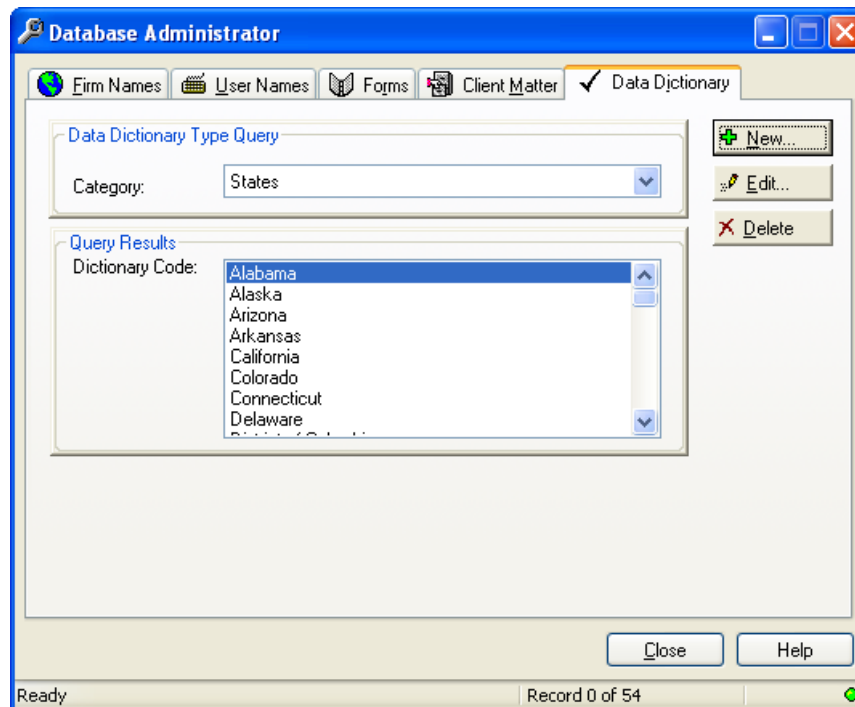 Database Administrator
Firm Names User Names Forms Client Matter Data Dictionary
Data Dictionary Type Query
Category: States
New...
Edit...
Delete
Query Results
Dictionary Code:
Alabama
Alaska
Arizona
Arkansas
California
Colorado
Connecticut
Delaware
Close Help
Ready Record 0 of 54